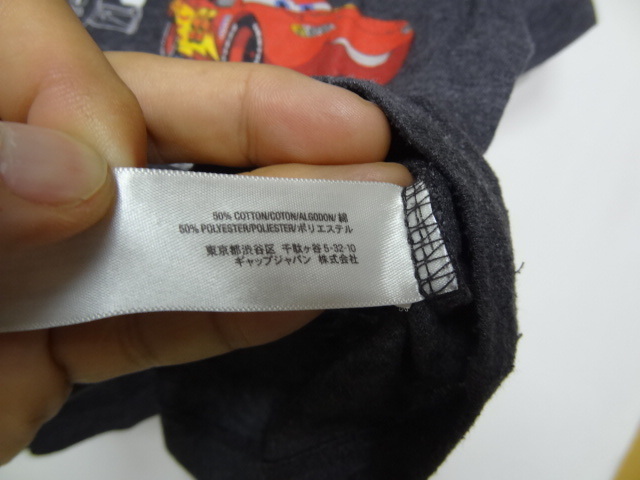 50% COTTON/COTON/ALGODON/綿
50% POLYESTER/POLIESTER/ポリエステル
東京都渋谷区 千駄ヶ谷5-32-10
ギャップジャパン 株式会社